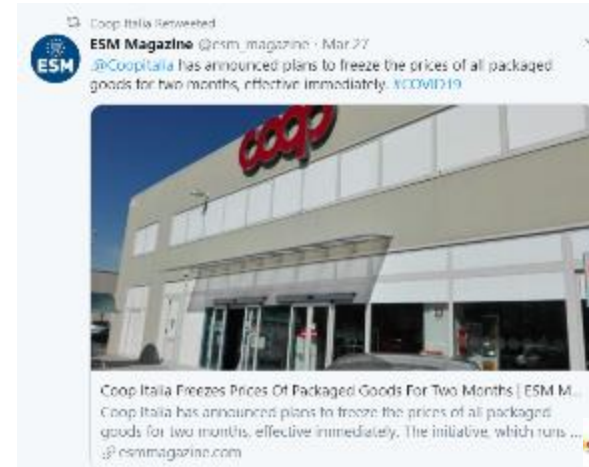 Coop Italia Retweeted
ESM Magazine @esm_magazine · Mar 27
ESM
.@CoopItalia has announced plans to freeze the prices of all packaged
goods for two months, effective immediately. #COVID19
coop
Coop Italia Freezes Prices Of Packaged Goods For Two Months | ESM M...
Coop Italia has announced plans to freeze the prices of all packaged
goods for two months, effective immediately. The initiative, which runs ...
esmmagazine.com